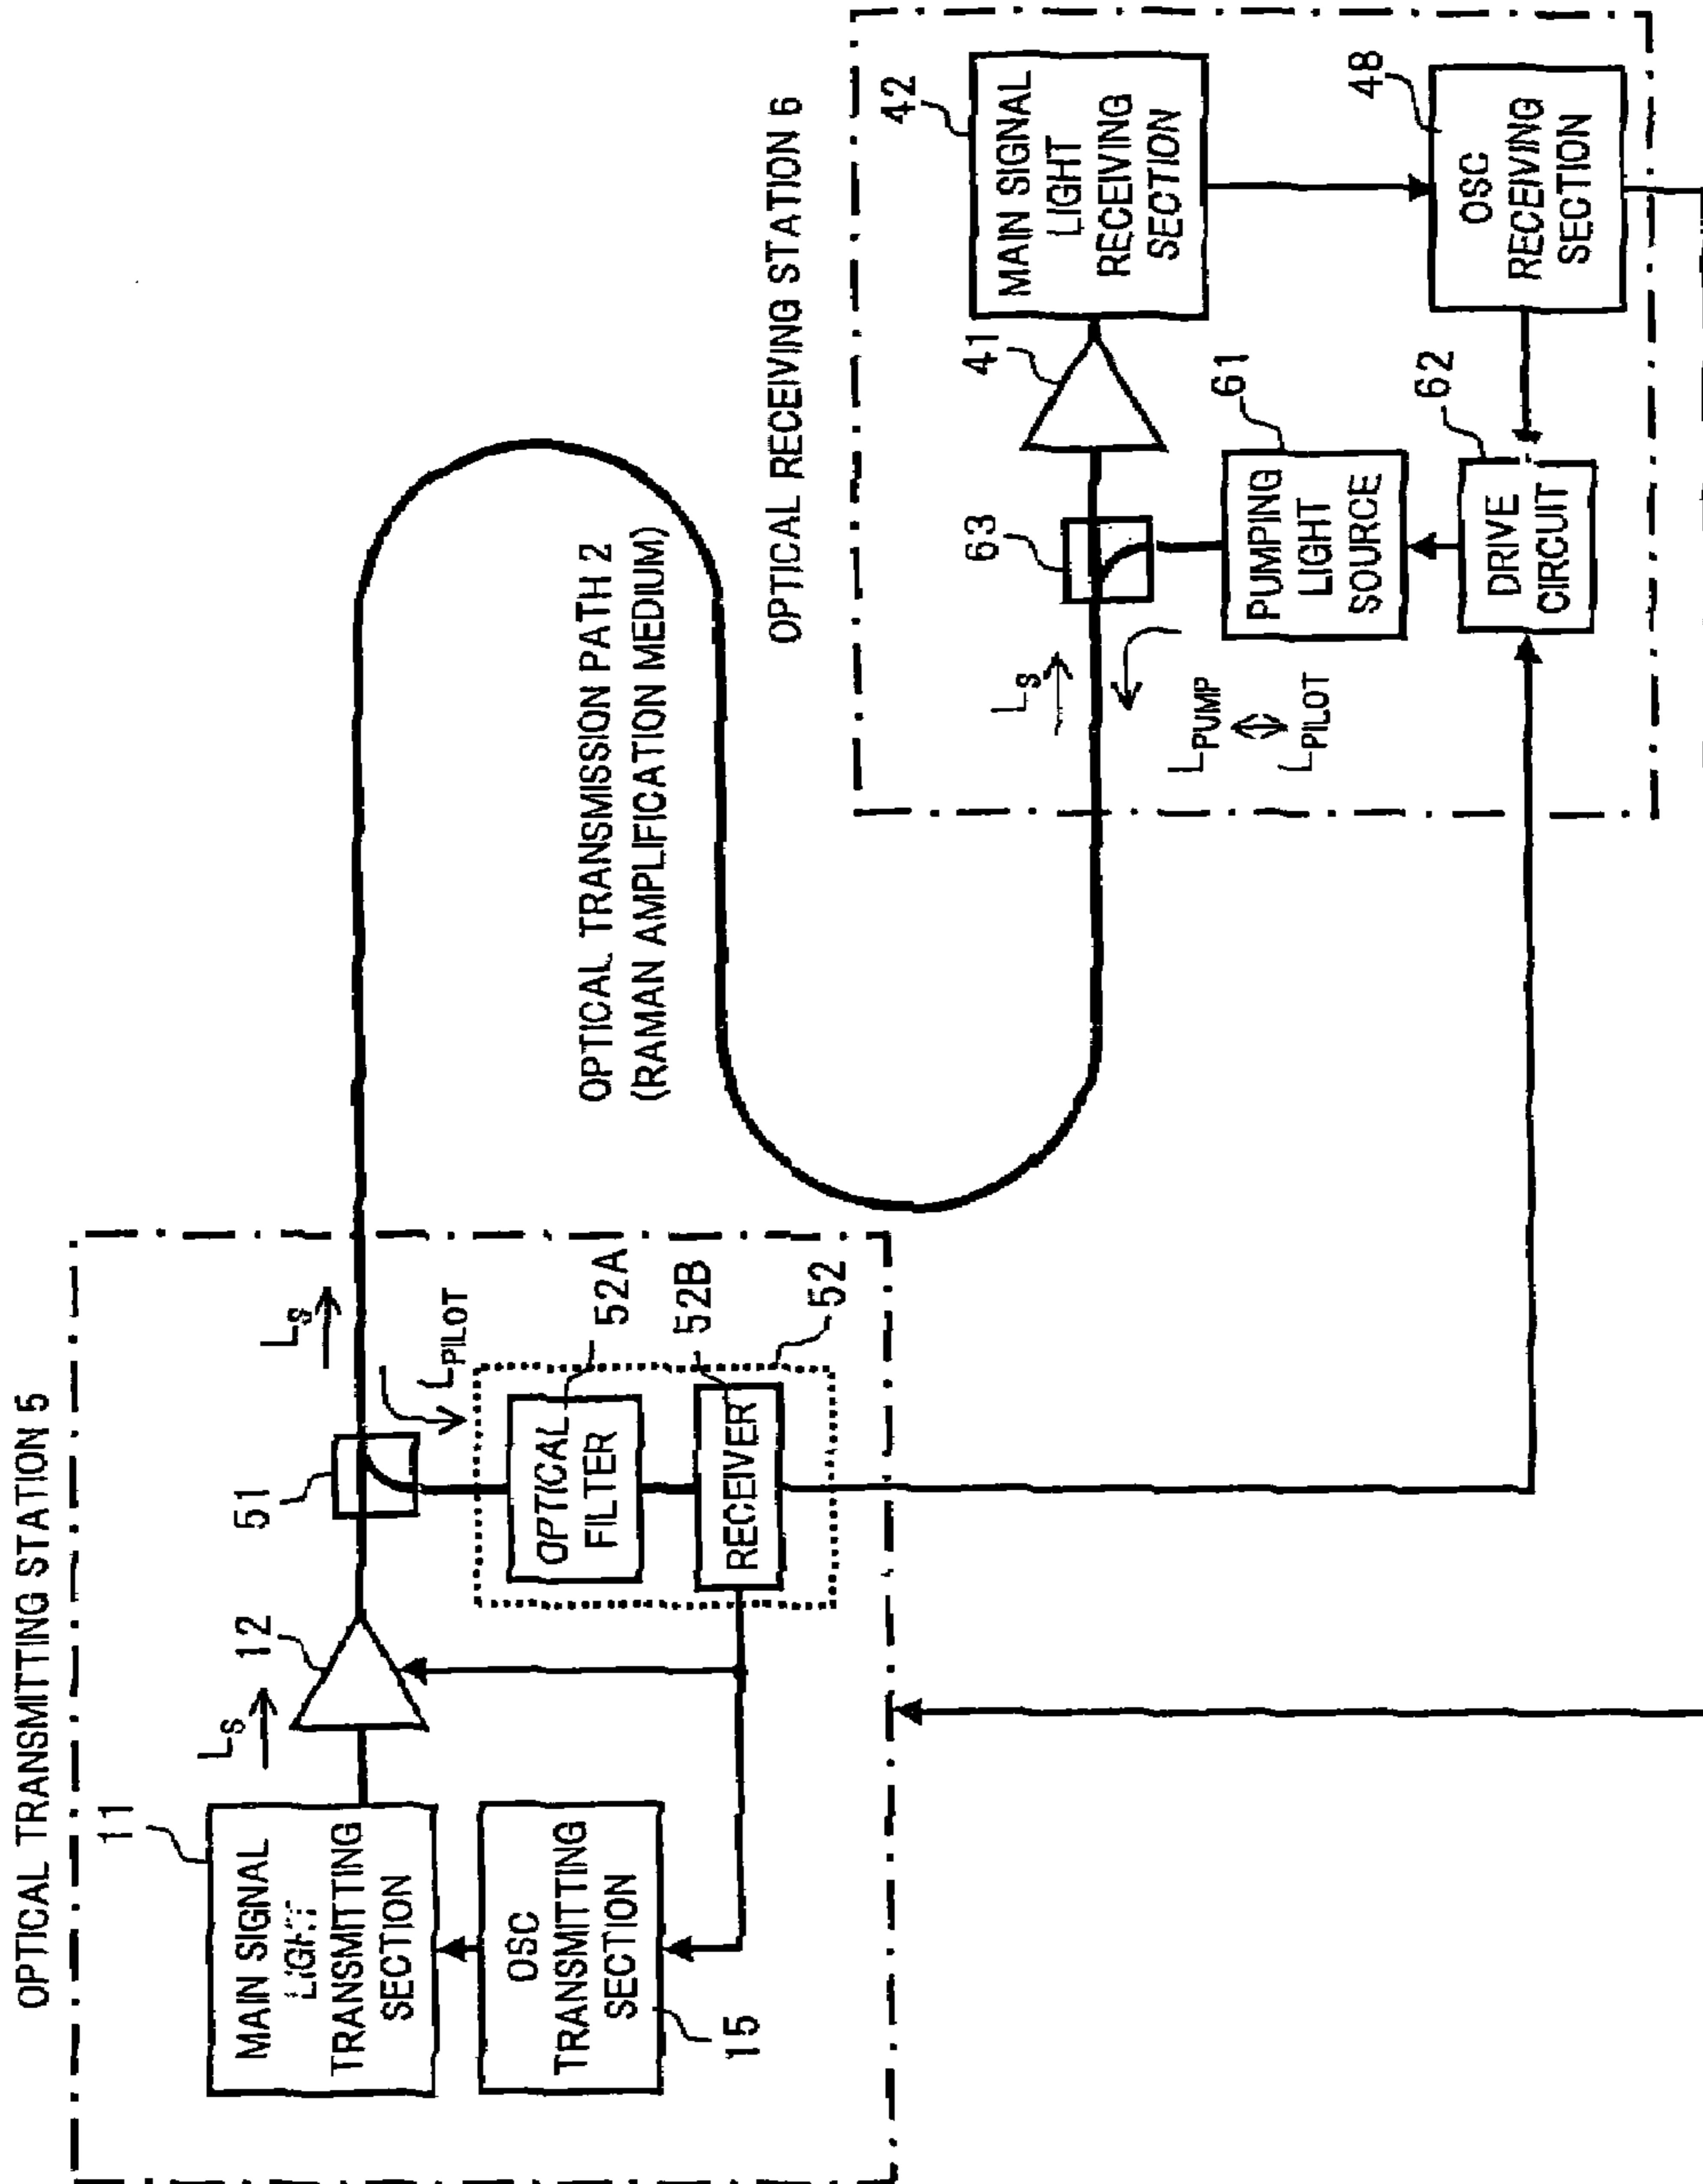 OPTICAL TRANSMITTING STATION 5
11
MAIN SIGNAL
LIGHT
TRANSMITTING
SECTION
OSC
TRANSMITTING
SECTION
15
LS
12
51
LS
LPILOT
OPTICAL
FILTER
RECEIVER
52A
52B
52
OPTICAL TRANSMISSION PATH 2
(RAMAN AMPLIFICATION MEDIUM)
OPTICAL RECEIVING STATION 6
LS
LPUMP
LPILOT
63
41
42
MAIN SIGNAL
LIGHT
RECEIVING
SECTION
61
PUMPING
LIGHT
SOURCE
62
DRIVE
CIRCUIT
48
OSC
RECEIVING
SECTION